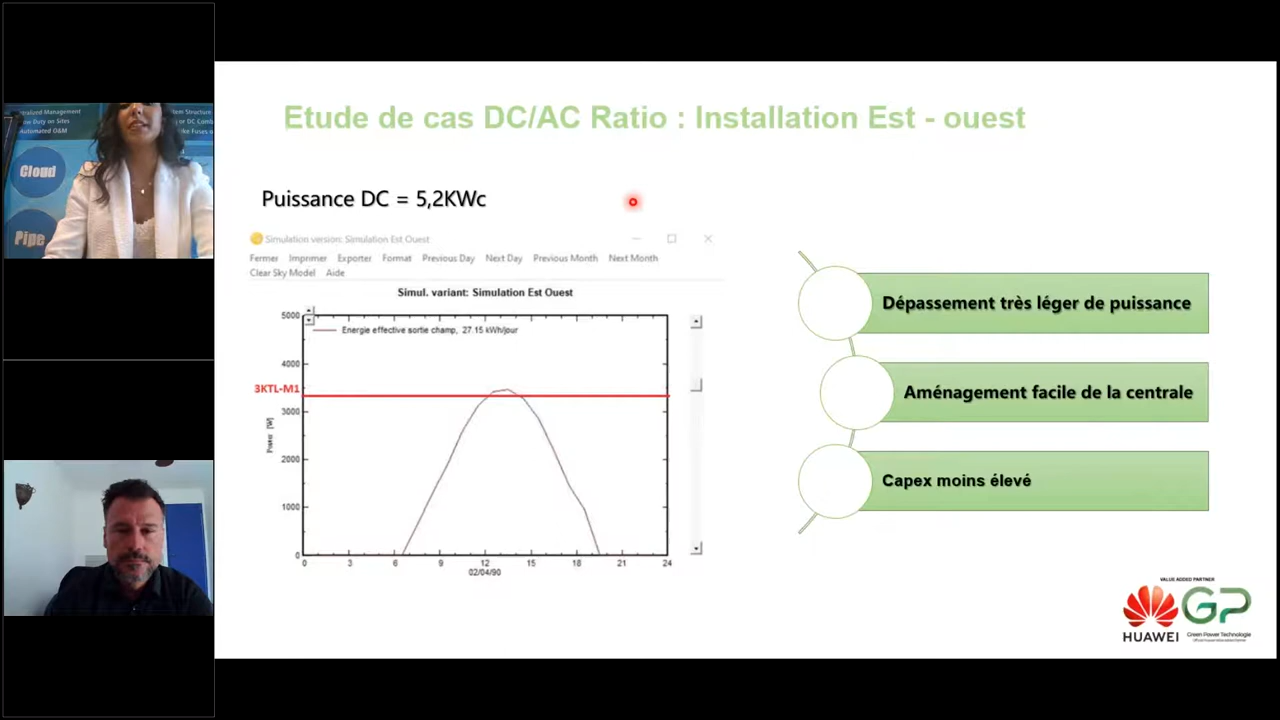 Etude de cas DC/AC Ratio : Installation Est - ouest
Puissance DC = 5,2KWc
Simulation version: Simulation Est Ouest
Fermer Imprimer Exporter Format Previous Day Next Day Previous Month Next Month
Clear Sky Model Aide
Simul. variant: Simulation Est Ouest
Energie effective sortie champ, 27.15 kWh/jour
5000
4000
3KTL-M1
3000
2000
1000
0
[W]
0 3 6 9 12 15 18 21 24
02/04/90
Dépassement très léger de puissance
Aménagement facile de la centrale
Capex moins élevé
VALUE ADDED PARTNER
HUAWEI
GP
Green Power Technologie
Cloud
Pipe
Automated O&M